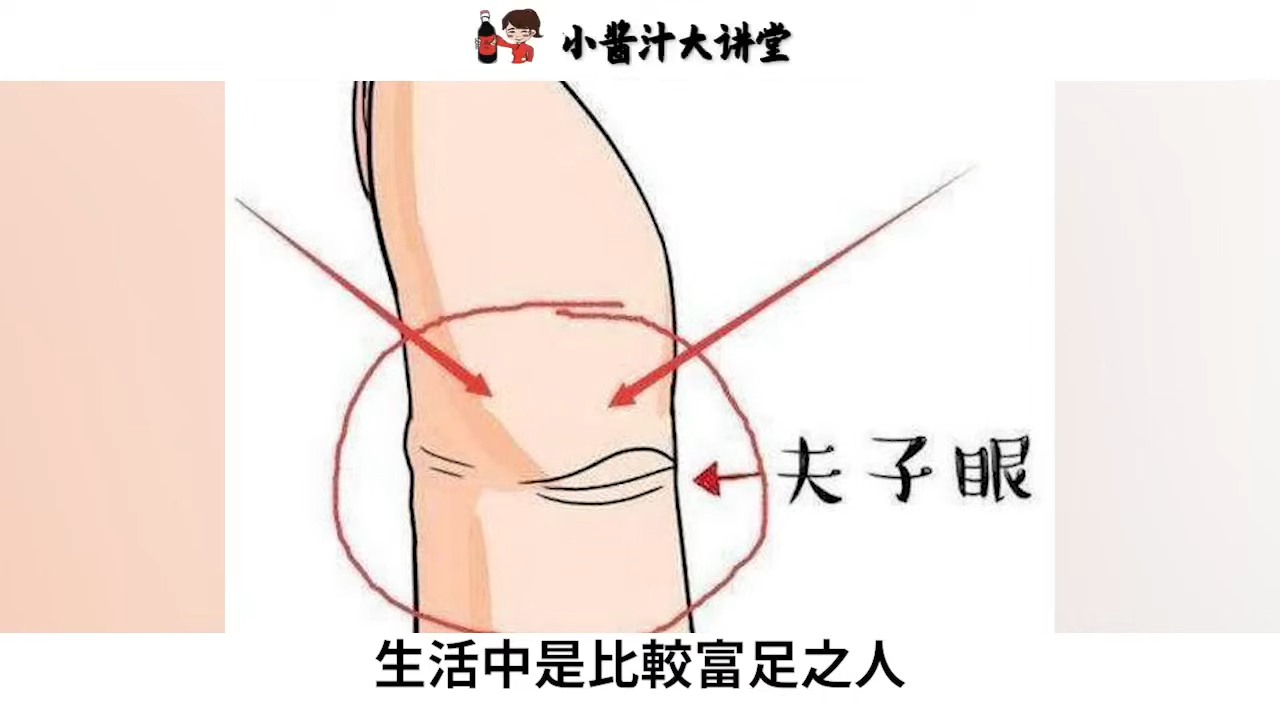 小酱汁大讲堂
夫子眼
生活中是比較富足之人